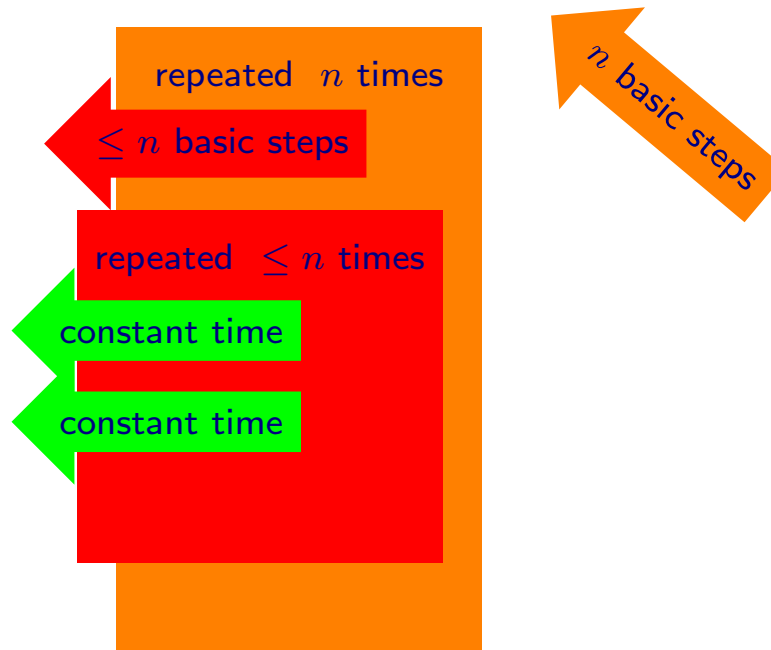 repeated n times
n basic steps
≤ n basic steps
repeated ≤ n times
constant time
constant time